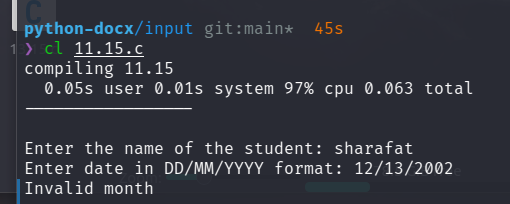 C
python-docx/input git:main* 45s
1
❯ cl 11.15.c
compiling 11.15
0.05s user 0.01s system 97% cpu 0.063 total
—————————————————
Enter the name of the student: sharafat
Enter date in DD/MM/YYYY format: 12/13/2002
Invalid month